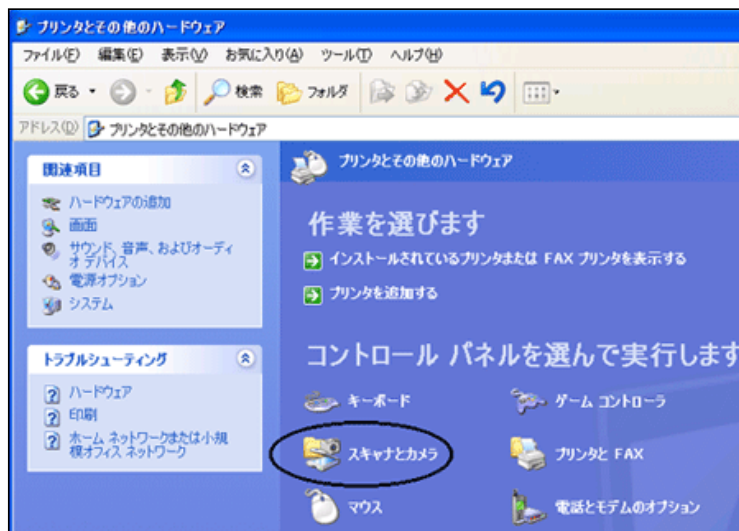 プリンタとその他のハードウェア
ファイル(F) 編集(E) 表示(V) お気に入り(A) ツール(T) ヘルプ(H)
戻る 検索 フォルダ
アドレス(D) プリンタとその他のハードウェア
関連項目
ハードウェアの追加
画面
サウンド、音声、およびオーディ
オ デバイス
電源オプション
システム
トラブルシューティング
ハードウェア
印刷
ホーム ネットワークまたは小規
模オフィス ネットワーク
プリンタとその他のハードウェア
作業を選びます
インストールされているプリンタまたは FAX プリンタを表示する
プリンタを追加する
コントロール パネルを選んで実行します
キーボード ゲーム コントローラ
スキャナとカメラ プリンタと FAX
マウス 電話とモデムのオプション